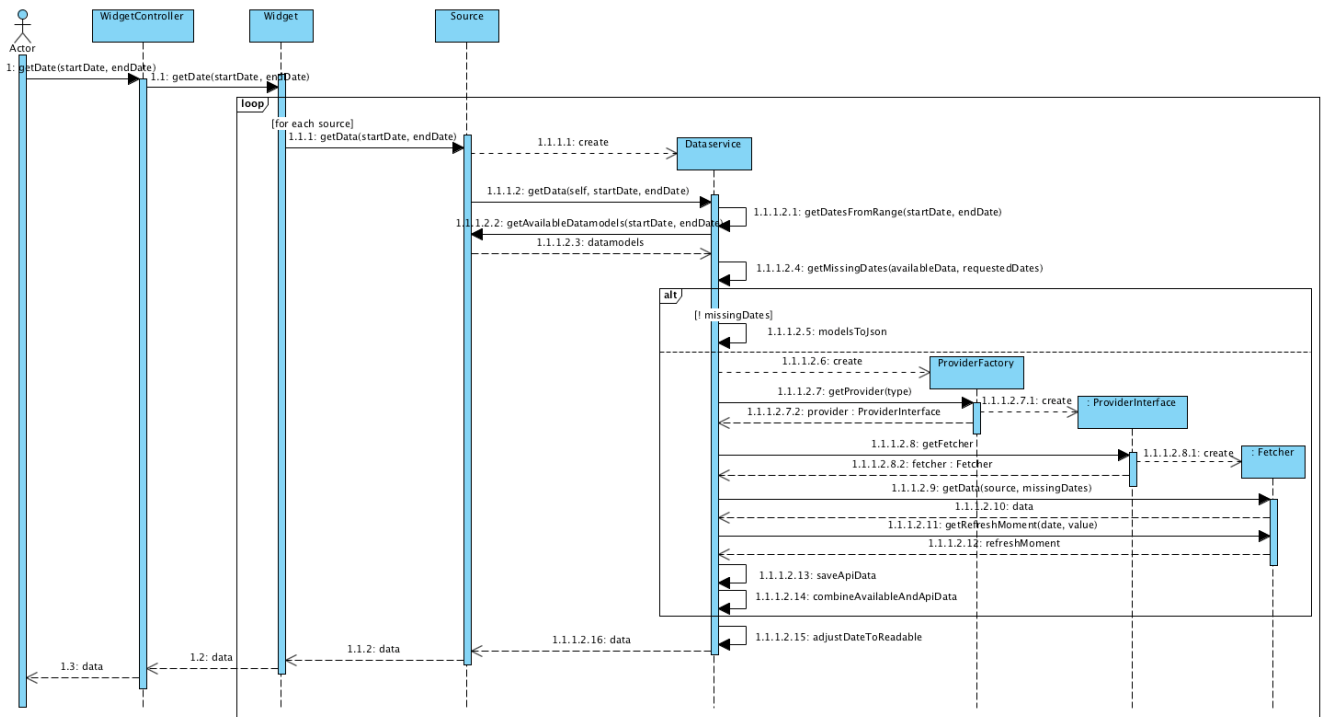 WidgetController
Widget
Source
Actor
1: getDate(startDate, endDate)
1.1: getDate(startDate, endDate)
loop
[for each source]
1.1.1: getData(startDate, endDate)
1.1.1.1: create
Dataservice
1.1.1.2: getData(self, startDate, endDate)
1.1.1.2.1: getDatesFromRange(startDate, endDate)
1.1.1.2.2: getAvailableDatamodels(startDate, endDate)
1.1.1.2.3: datamodels
1.1.1.2.4: getMissingDates(availableData, requestedDates)
alt
[! missingDates]
1.1.1.2.5: modelsToJson
1.1.1.2.6: create
ProviderFactory
1.1.1.2.7: getProvider(type)
1.1.1.2.7.1: create
: ProviderInterface
1.1.1.2.7.2: provider : ProviderInterface
1.1.1.2.8: getFetcher
1.1.1.2.8.1: create
: Fetcher
1.1.1.2.8.2: fetcher : Fetcher
1.1.1.2.9: getData(source, missingDates)
1.1.1.2.10: data
1.1.1.2.11: getRefreshMoment(date, value)
1.1.1.2.12: refreshMoment
1.1.1.2.13: saveApiData
1.1.1.2.14: combineAvailableAndApiData
1.1.1.2.15: adjustDateToReadable
1.1.1.2.16: data
1.1.2: data
1.2: data
1.3: data